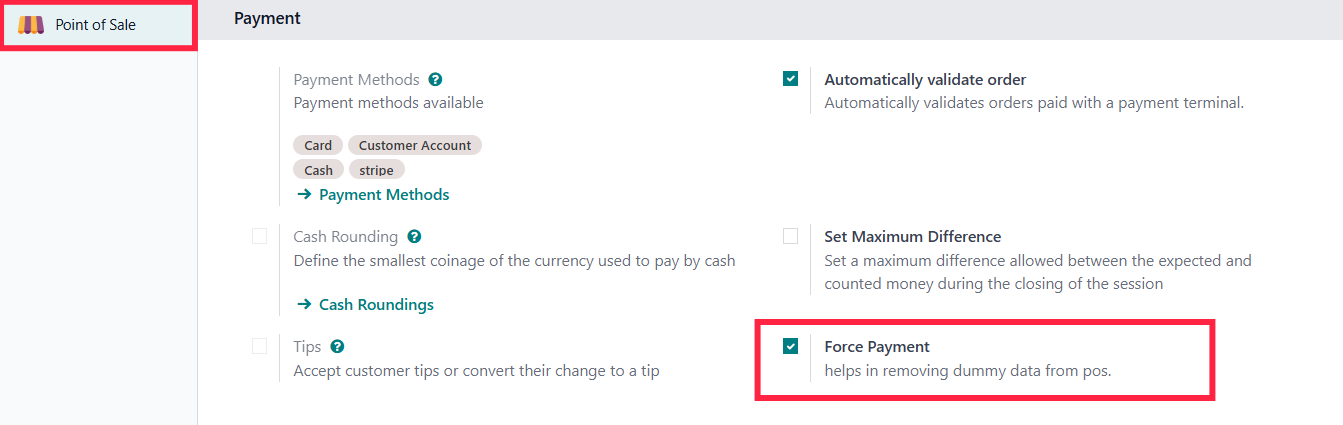 Point of Sale
Payment
Payment Methods ?
Payment methods available
Card Customer Account
Cash stripe
→ Payment Methods
Automatically validate order
Automatically validates orders paid with a payment terminal.
Cash Rounding ?
Define the smallest coinage of the currency used to pay by cash
→ Cash Roundings
Set Maximum Difference
Set a maximum difference allowed between the expected and
counted money during the closing of the session
Tips ?
Accept customer tips or convert their change to a tip
Force Payment
helps in removing dummy data from pos.